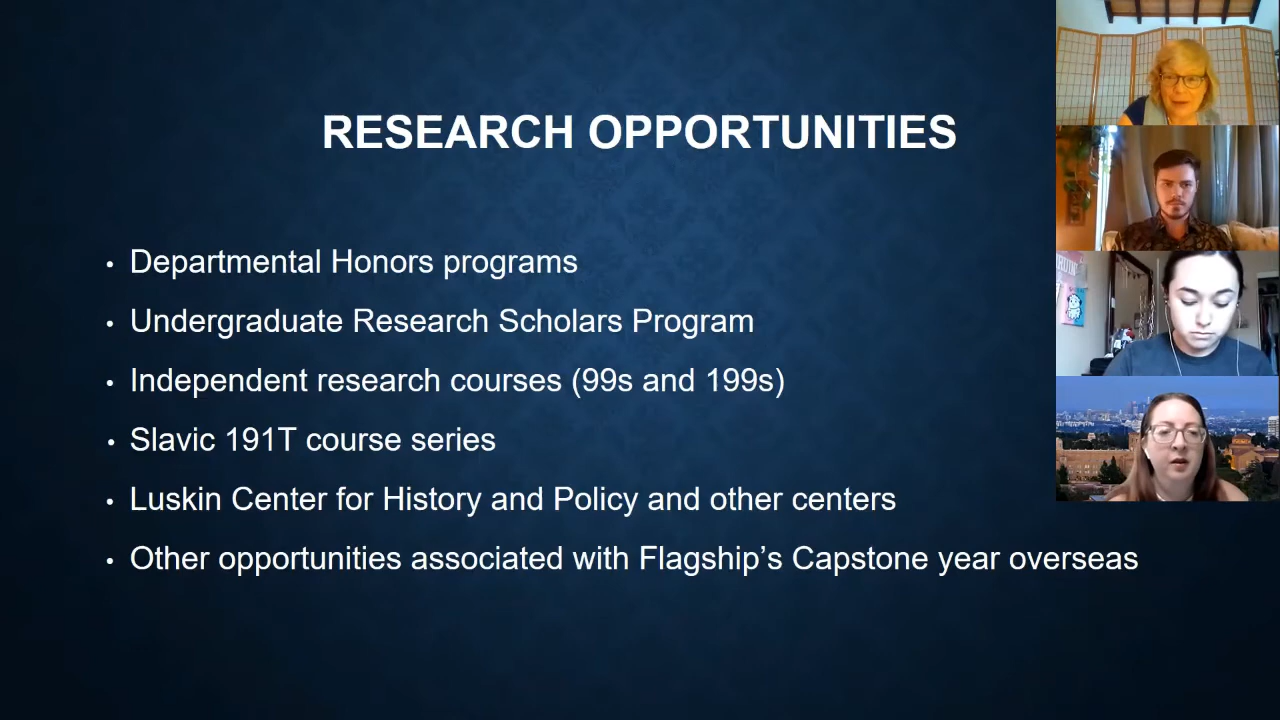 RESEARCH OPPORTUNITIES
• Departmental Honors programs
• Undergraduate Research Scholars Program
• Independent research courses (99s and 199s)
• Slavic 191T course series
• Luskin Center for History and Policy and other centers
• Other opportunities associated with Flagship’s Capstone year overseas